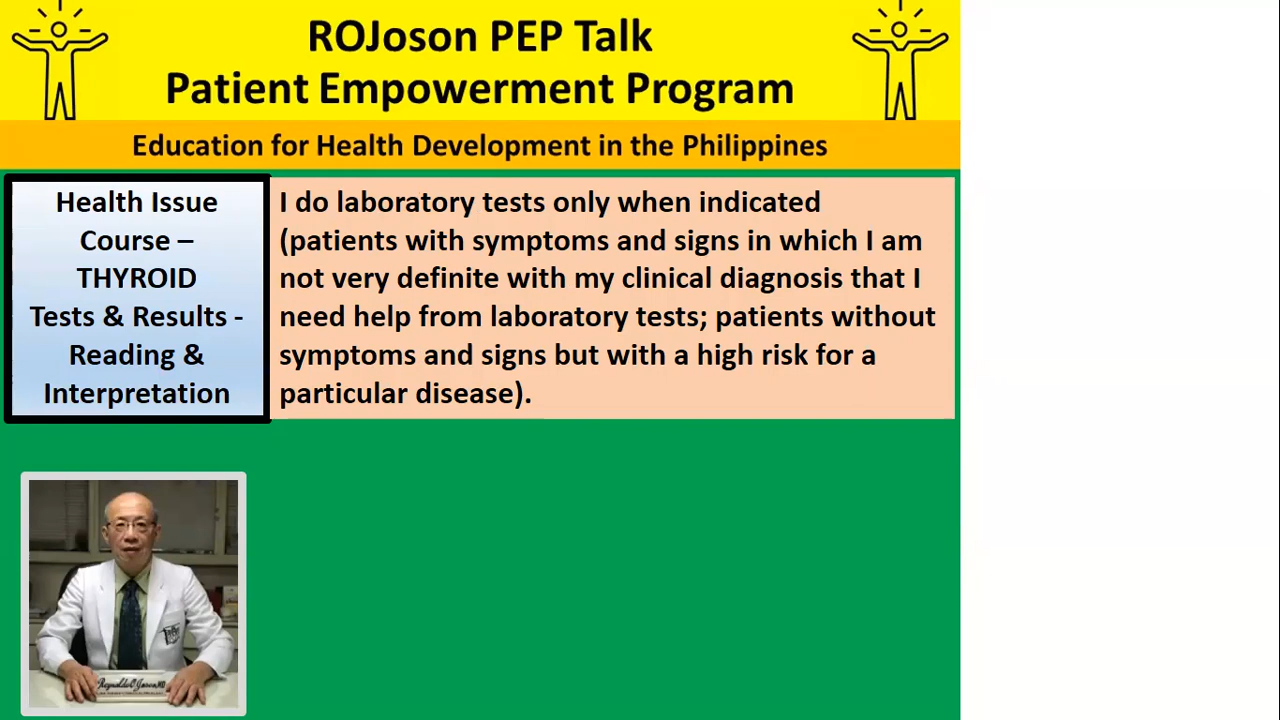 ROJoson PEP Talk
Patient Empowerment Program
Education for Health Development in the Philippines
Health Issue
Course –
THYROID
Tests & Results -
Reading &
Interpretation
I do laboratory tests only when indicated
(patients with symptoms and signs in which I am
not very definite with my clinical diagnosis that I
need help from laboratory tests; patients without
symptoms and signs but with a high risk for a
particular disease).